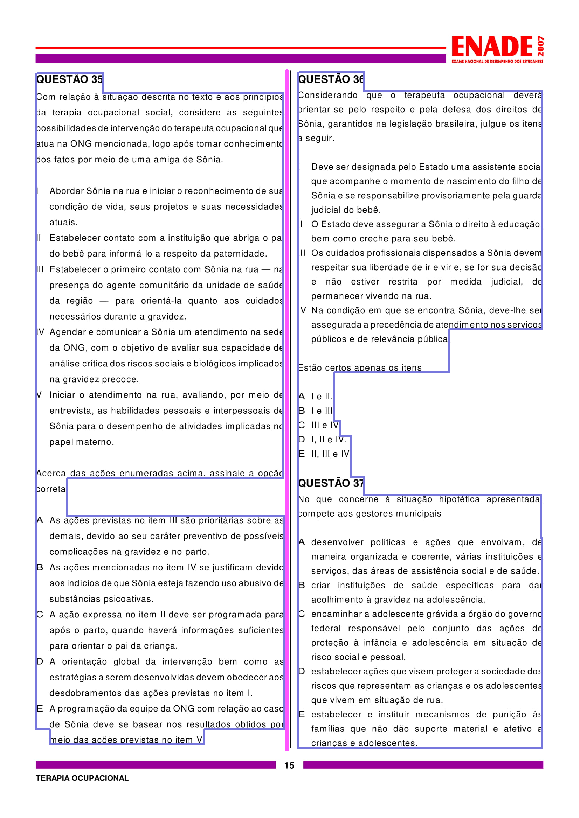 ENADE 2007
EXAME NACIONAL DE DESEMPENHO DOS ESTUDANTES
QUESTÃO 35
Com relação à situação descrita no texto e aos princípios
da terapia ocupacional social, considere as seguintes
possibilidades de intervenção do terapeuta ocupacional que
atua na ONG mencionada, logo após tomar conhecimento
dos fatos por meio de uma amiga de Sônia.
I Abordar Sônia na rua e iniciar o reconhecimento de sua
condição de vida, seus projetos e suas necessidades
atuais.
II Estabelecer contato com a instituição que abriga o pai
do bebê para informá-lo a respeito da paternidade.
III Estabelecer o primeiro contato com Sônia na rua — na
presença do agente comunitário da unidade de saúde
da região — para orientá-la quanto aos cuidados
necessários durante a gravidez.
IV Agendar e comunicar a Sônia um atendimento na sede
da ONG, com o objetivo de avaliar sua capacidade de
análise crítica dos riscos sociais e biológicos implicados
na gravidez precoce.
V Iniciar o atendimento na rua, avaliando, por meio de
entrevista, as habilidades pessoais e interpessoais de
Sônia para o desempenho de atividades implicadas no
papel materno.
Acerca das ações enumeradas acima, assinale a opção
correta.
A As ações previstas no item III são prioritárias sobre as
demais, devido ao seu caráter preventivo de possíveis
complicações na gravidez e no parto.
B As ações mencionadas no item IV se justificam devido
aos indícios de que Sônia esteja fazendo uso abusivo de
substâncias psicoativas.
C A ação expressa no item II deve ser programada para
após o parto, quando haverá informações suficientes
para orientar o pai da criança.
D A orientação global da intervenção bem como as
estratégias a serem desenvolvidas devem obedecer aos
desdobramentos das ações previstas no item I.
E A programação da equipe da ONG com relação ao caso
de Sônia deve se basear nos resultados obtidos por
meio das ações previstas no item V.
QUESTÃO 36
Considerando que o terapeuta ocupacional deverá
orientar-se pelo respeito e pela defesa dos direitos de
Sônia, garantidos na legislação brasileira, julgue os itens
a seguir.
Deve ser designada pelo Estado uma assistente social
que acompanhe o momento de nascimento do filho de
Sônia e se responsabilize provisoriamente pela guarda
judicial do bebê.
I O Estado deve assegurar a Sônia o direito à educação,
bem como creche para seu bebê.
II Os cuidados profissionais dispensados a Sônia devem
respeitar sua liberdade de ir e vir e, se for sua decisão
e não estiver restrita por medida judicial, de
permanecer vivendo na rua.
V Na condição em que se encontra Sônia, deve-lhe ser
assegurada a precedência de atendimento nos serviços
públicos e de relevância pública.
Estão certos apenas os itens
A I e II.
B I e III.
C III e IV.
D I, II e IV.
E II, III e IV.
QUESTÃO 37
No que concerne à situação hipotética apresentada,
compete aos gestores municipais
A desenvolver políticas e ações que envolvam, de
maneira organizada e coerente, várias instituições e
serviços, das áreas de assistência social e de saúde.
B criar instituições de saúde específicas para dar
acolhimento à gravidez na adolescência.
C encaminhar a adolescente grávida a órgão do governo
federal responsável pelo conjunto das ações de
proteção à infância e adolescência em situação de
risco social e pessoal.
D estabelecer ações que visem proteger a sociedade dos
riscos que representam as crianças e os adolescentes
que vivem em situação de rua.
E estabelecer e instituir mecanismos de punição às
famílias que não dão suporte material e afetivo a
crianças e adolescentes.
15
TERAPIA OCUPACIONAL